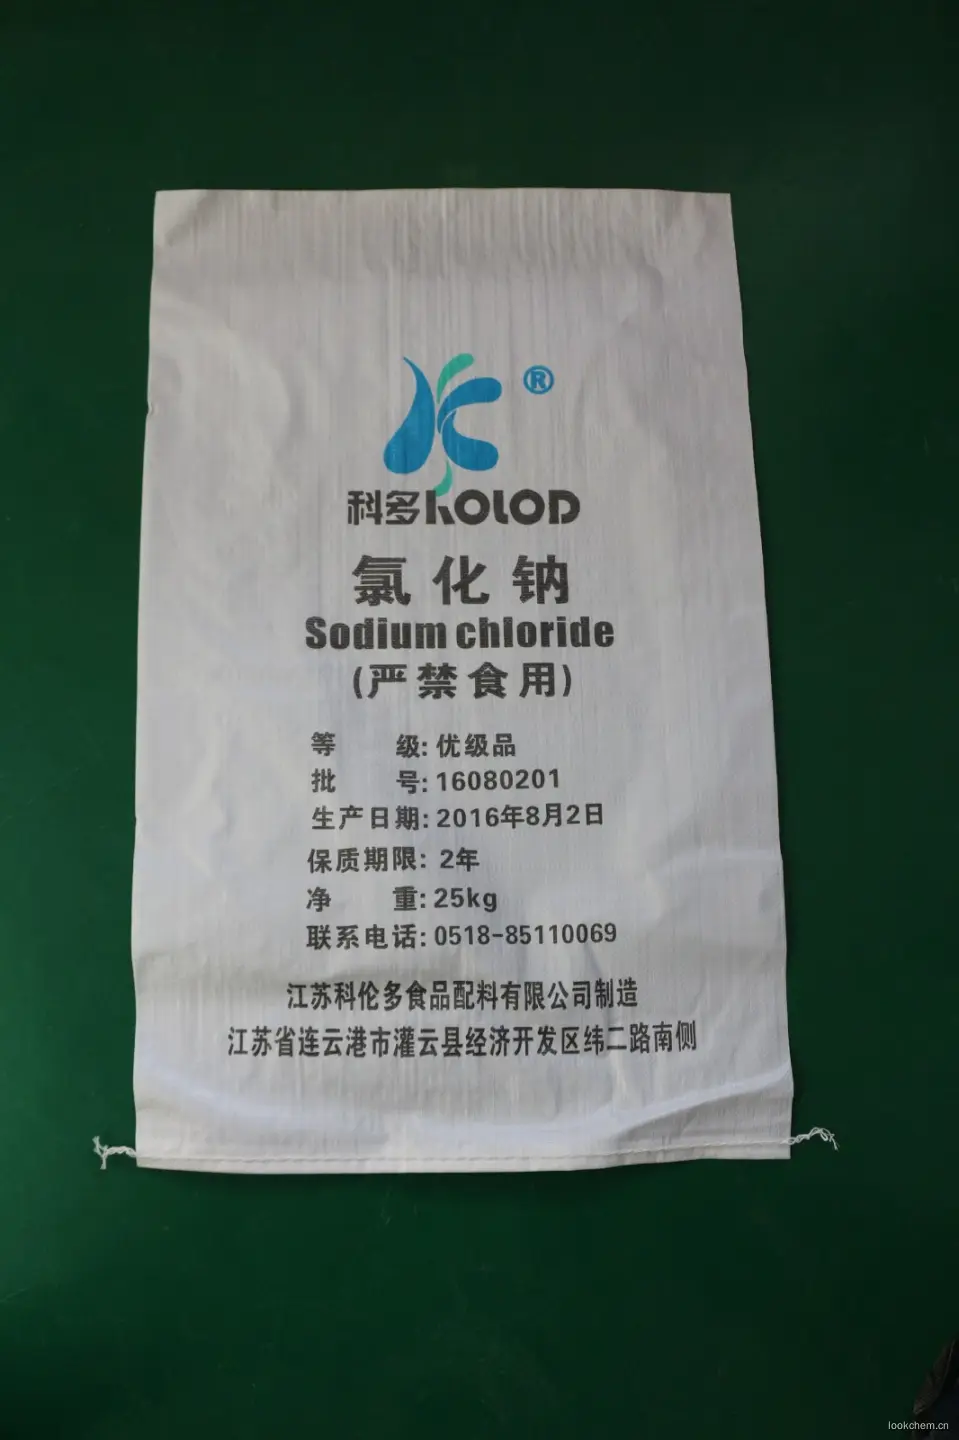 ®
科多KOLOD
氯化钠
Sodium chloride
(严禁食用)
等 级: 优级品
批 号: 16080201
生产日期: 2016年8月2日
保质期限: 2年
净 重: 25kg
联系电话: 0518-85110069
江苏科伦多食品配料有限公司制造
江苏省连云港市灌云县经济开发区纬二路南侧
lookchem.cn